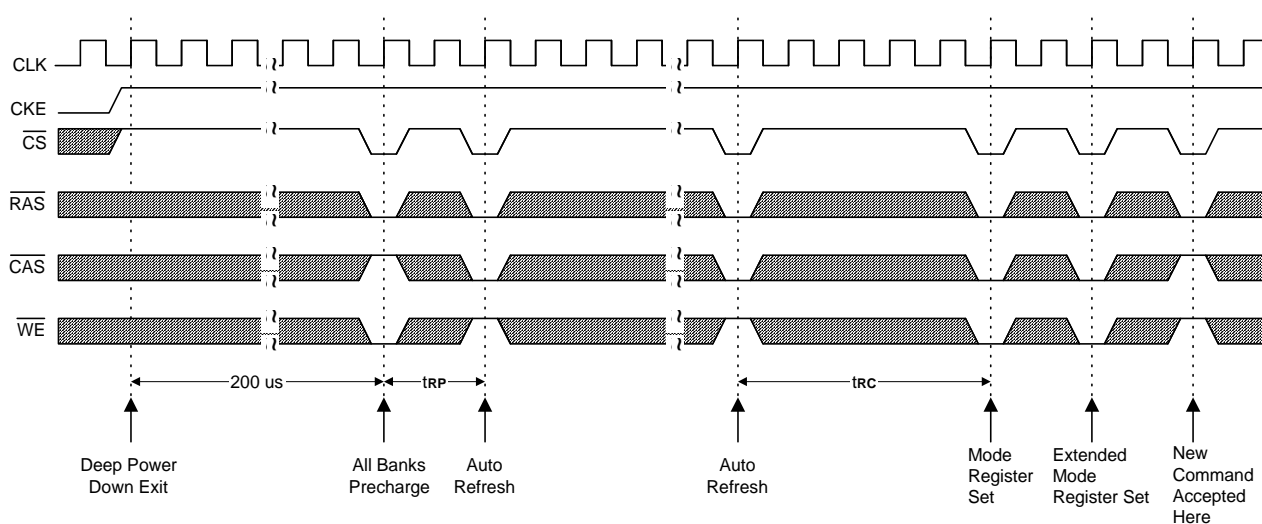 CLK
CKE
CS
RAS
CAS
WE
200 us
tRP
tRC
Deep Power
Down Exit
All Banks
Precharge
Auto
Refresh
Auto
Refresh
Mode
Register
Set
Extended
Mode
Register Set
New
Command
Accepted
Here